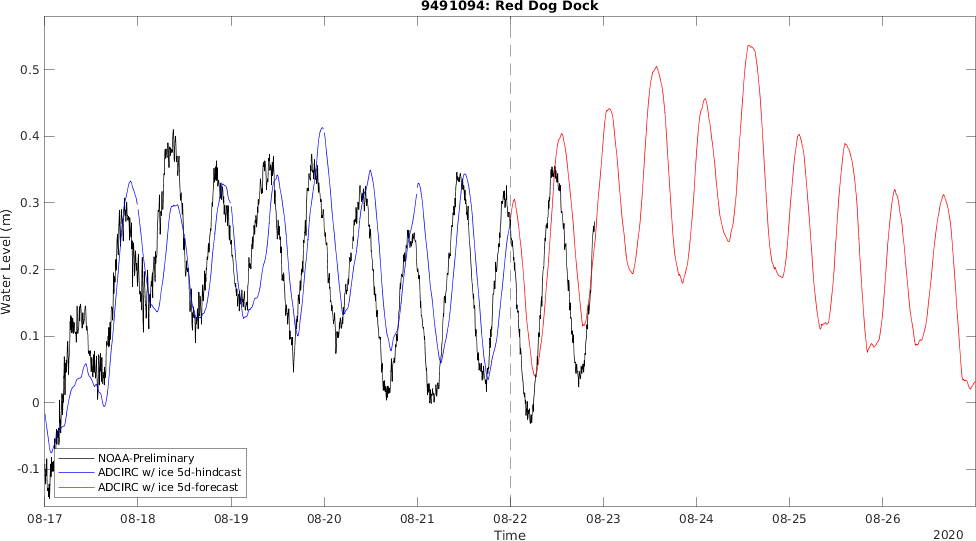 9491094: Red Dog Dock
Water Level (m)
0.5
0.4
0.3
0.2
0.1
0
-0.1
NOAA-Preliminary
ADCIRC w/ ice 5d-hindcast
ADCIRC w/ ice 5d-forecast
08-17 08-18 08-19 08-20 08-21 08-22 08-23 08-24 08-25 08-26
Time
2020